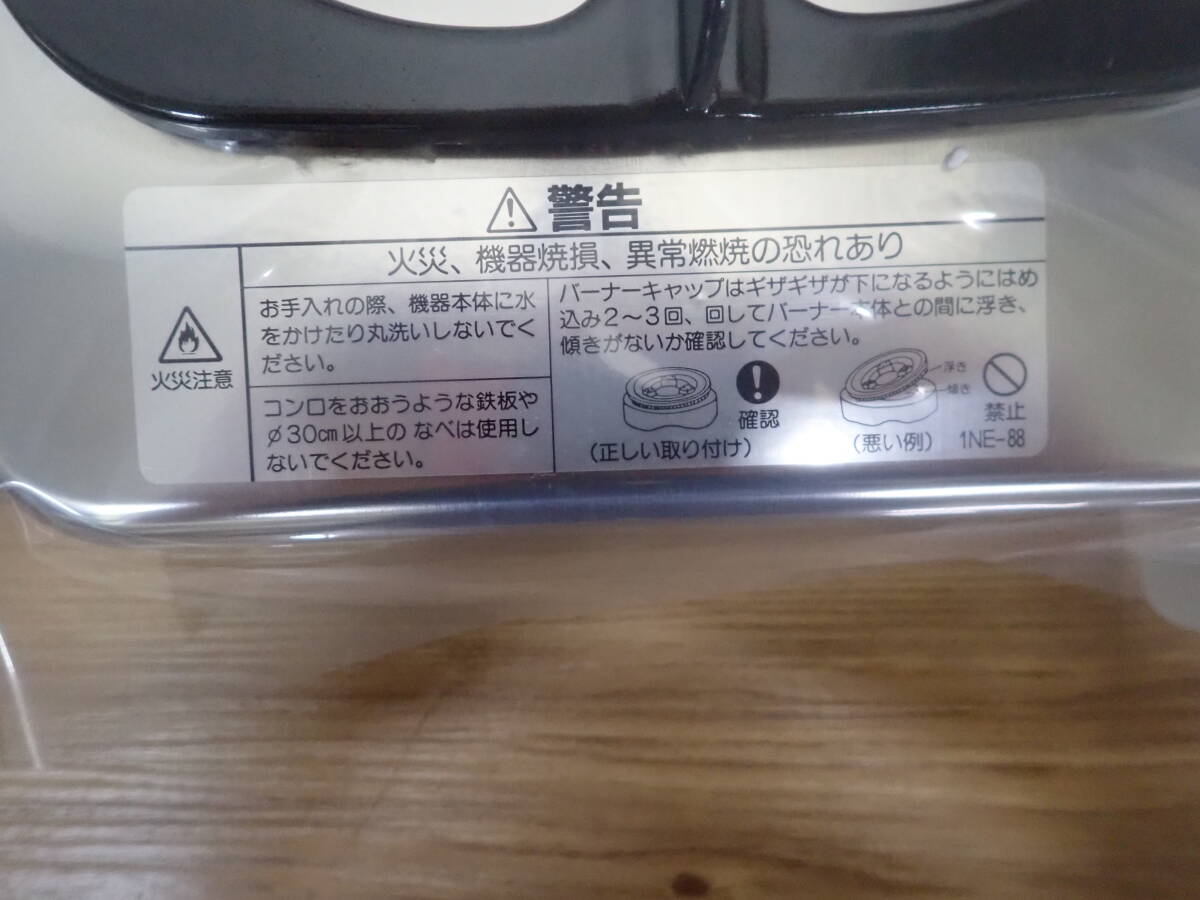 警告
火災、機器焼損、異常燃焼の恐れあり
火災注意
お手入れの際、機器本体に水
をかけたり丸洗いしないでく
ださい。
コンロをおおうような鉄板や
φ30cm以上の なべは使用し
ないでください。
バーナーキャップはギザギザが下になるようにはめ
込み2～3回、回してバーナー本体との間に浮き、
傾きがないか確認してください。
確認
(正しい取り付け)
浮き
傾き
禁止
(悪い例)
1NE-88